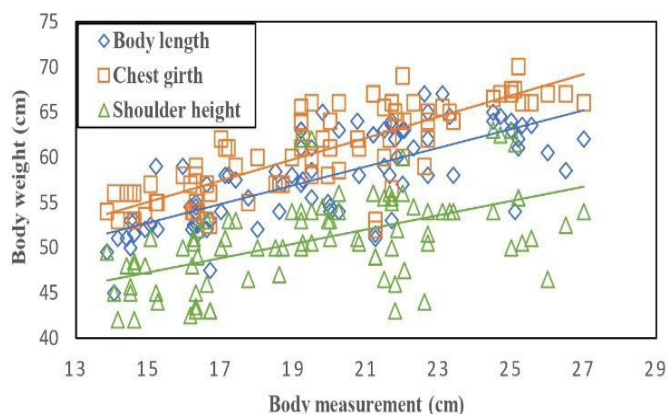 75
70
65
60
55
50
45
40
Body weight (cm)
Body length
Chest girth
Shoulder height
13 15 17 19 21 23 25 27 29
Body measurement (cm)